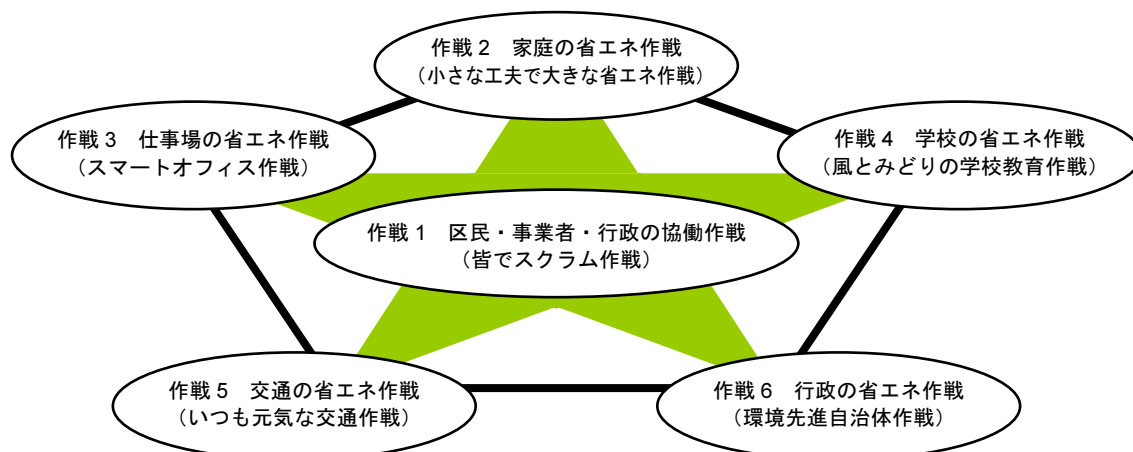 作戦2 家庭の省エネ作戦
(小さな工夫で大きな省エネ作戦)
作戦3 仕事場の省エネ作戦
(スマートオフィス作戦)
作戦4 学校の省エネ作戦
(風とみどりの学校教育作戦)
作戦1 区民・事業者・行政の協働作戦
(皆でスクラム作戦)
作戦5 交通の省エネ作戦
(いつも元気な交通作戦)
作戦6 行政の省エネ作戦
(環境先進自治体作戦)